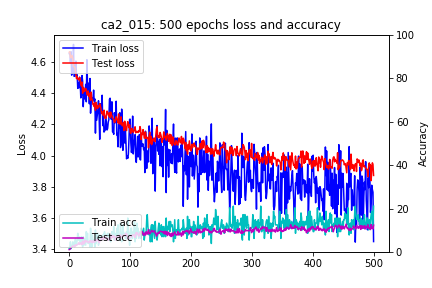 ca2_015: 500 epochs loss and accuracy
Train loss
Test loss
Train acc
Test acc
Loss
4.6
4.4
4.2
4.0
3.8
3.6
3.4
Accuracy
100
80
60
40
20
0
0 100 200 300 400 500